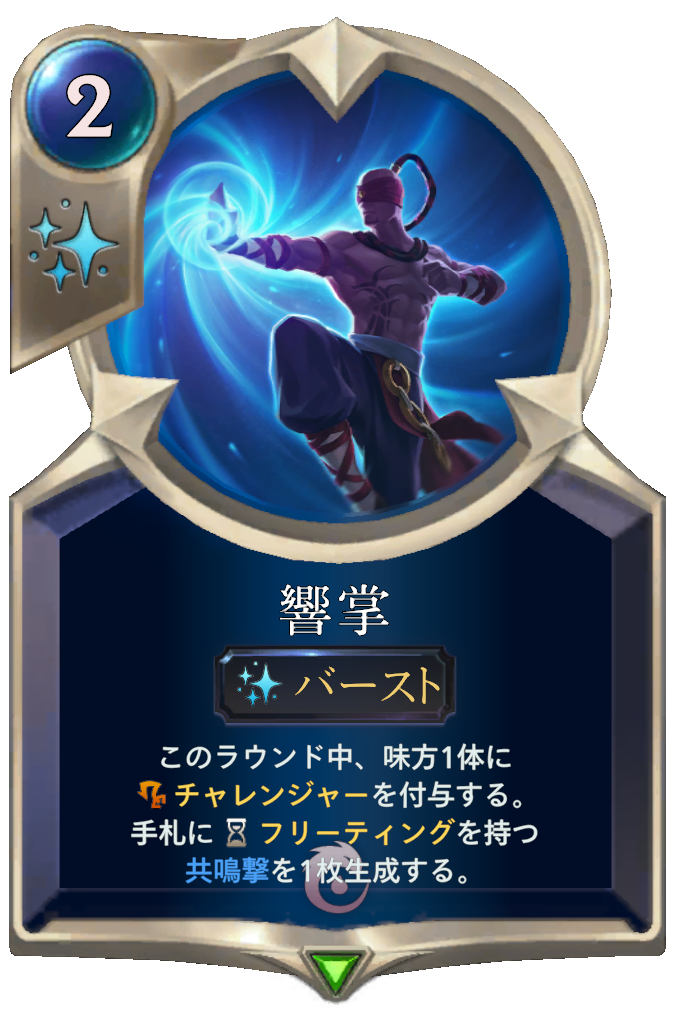 2
響掌
バースト
このラウンド中、味方1体に
チャレンジャーを付与する。
手札に フリーティングを持つ
共鳴撃を1枚生成する。